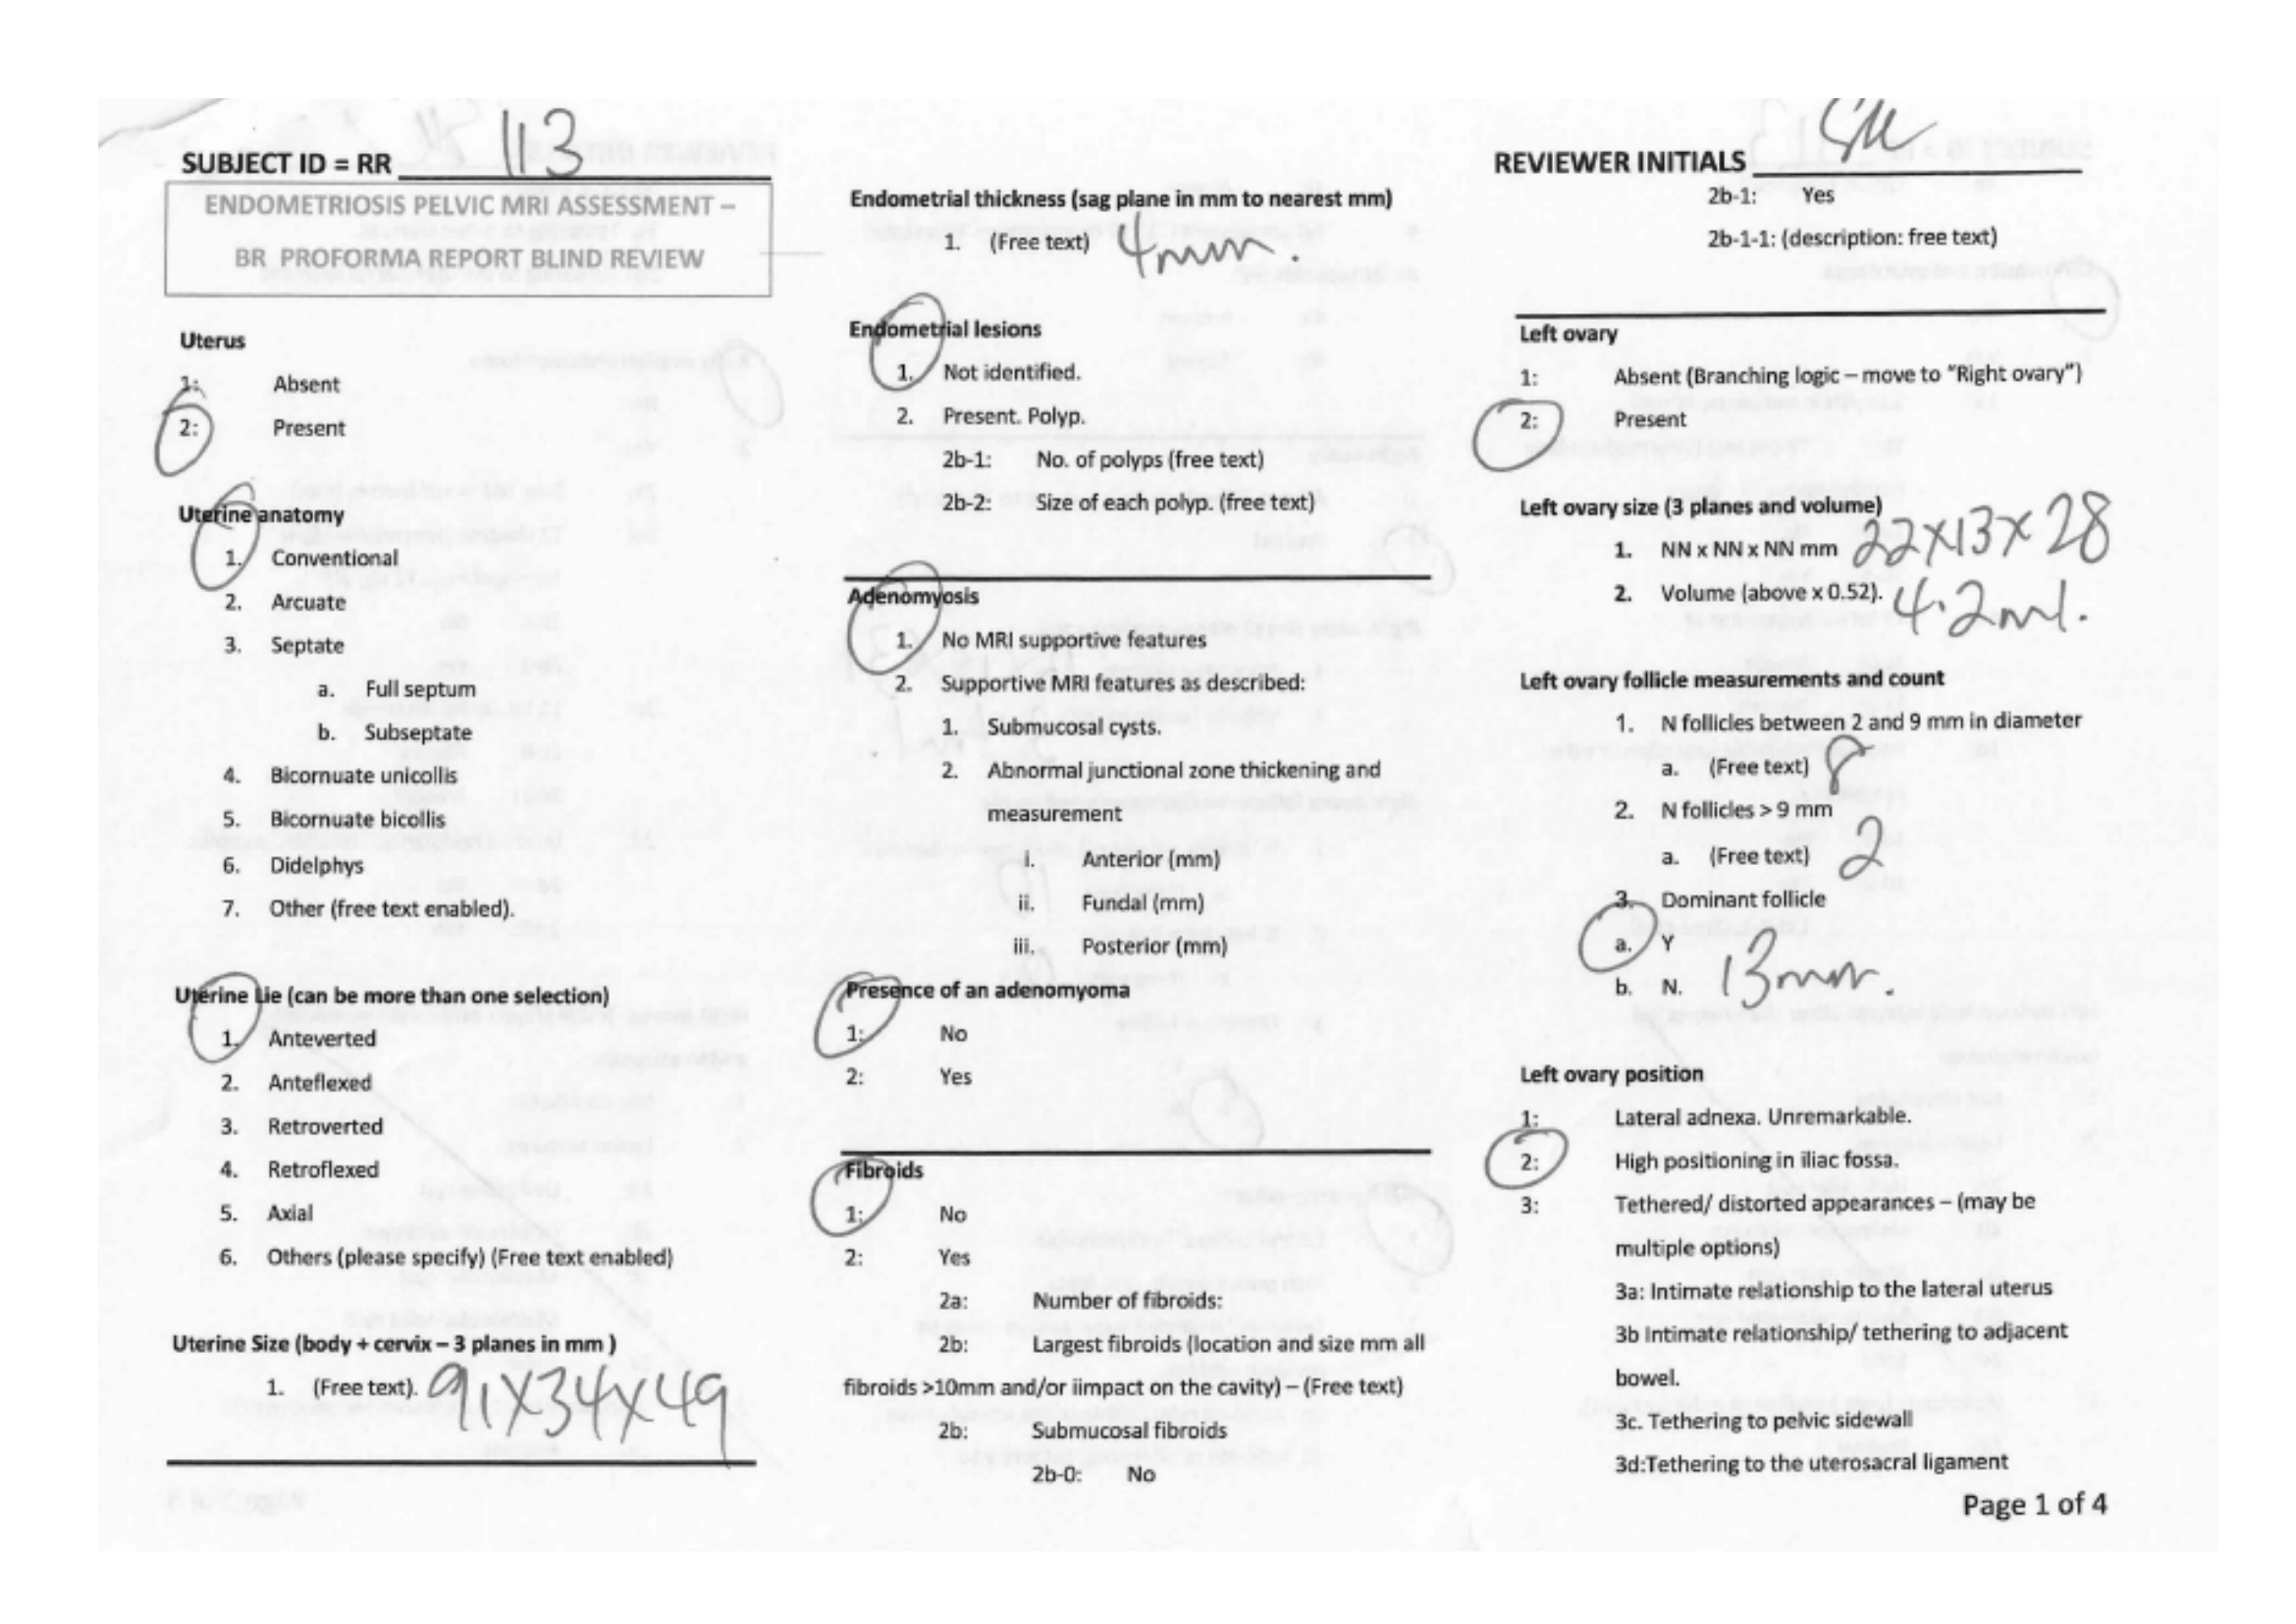 SUBJECT ID = RR 113
ENDOMETRIOSIS PELVIC MRI ASSESSMENT –
BR PROFORMA REPORT BLIND REVIEW
Uterus
1: Absent
2: Present
Uterine anatomy
1. Conventional
2. Arcuate
3. Septate
a. Full septum
b. Subseptate
4. Bicornuate unicollis
5. Bicornuate bicollis
6. Didelphys
7. Other (free text enabled).
Uterine Lie (can be more than one selection)
1. Anteverted
2. Anteflexed
3. Retroverted
4. Retroflexed
5. Axial
6. Others (please specify) (Free text enabled)
Uterine Size (body + cervix – 3 planes in mm )
1. (Free text). 91X34X49
Endometrial thickness (sag plane in mm to nearest mm)
1. (Free text) 4mm.
Endometrial lesions
1. Not identified.
2. Present. Polyp.
2b-1: No. of polyps (free text)
2b-2: Size of each polyp. (free text)
Adenomyosis
1. No MRI supportive features
2. Supportive MRI features as described:
1. Submucosal cysts.
2. Abnormal junctional zone thickening and
measurement
i. Anterior (mm)
ii. Fundal (mm)
iii. Posterior (mm)
Presence of an adenomyoma
1: No
2: Yes
Fibroids
1: No
2: Yes
2a: Number of fibroids:
2b: Largest fibroids (location and size mm all
fibroids >10mm and/or iimpact on the cavity) – (Free text)
2b: Submucosal fibroids
2b-0: No
REVIEWER INITIALS
2b-1: Yes
2b-1-1: (description: free text)
Left ovary
1: Absent (Branching logic – move to “Right ovary”)
2: Present
Left ovary size (3 planes and volume)
1. NN x NN x NN mm 22X13X28
2. Volume (above x 0.52). 4.2ml.
Left ovary follicle measurements and count
1. N follicles between 2 and 9 mm in diameter
a. (Free text) 8
2. N follicles > 9 mm
a. (Free text) 2
3. Dominant follicle
a. Y
b. N. 13mm.
Left ovary position
1: Lateral adnexa. Unremarkable.
2: High positioning in iliac fossa.
3: Tethered/ distorted appearances – (may be
multiple options)
3a: Intimate relationship to the lateral uterus
3b Intimate relationship/ tethering to adjacent
bowel.
3c. Tethering to pelvic sidewall
3d:Tethering to the uterosacral ligament
Page 1 of 4